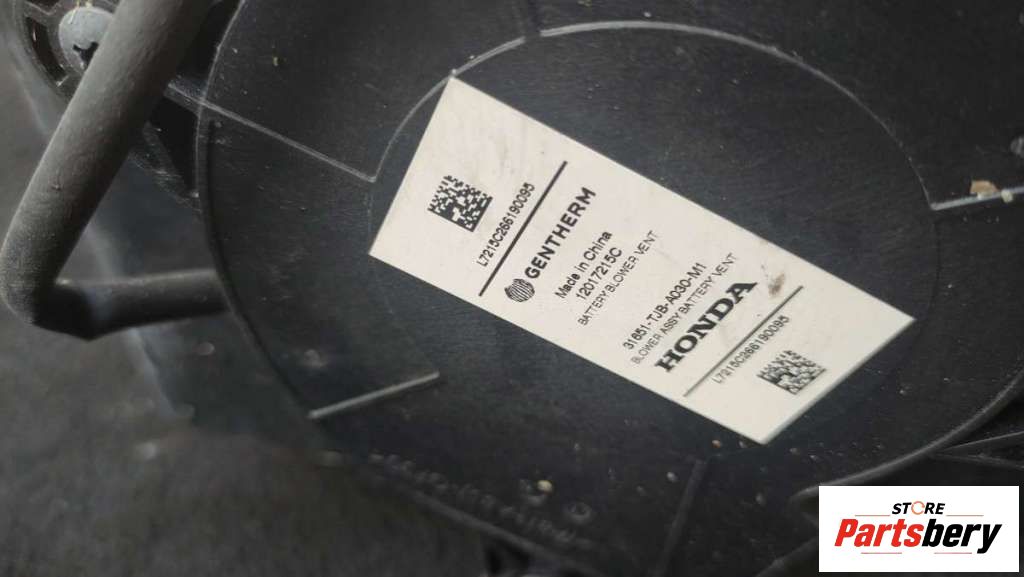 L7215C266190095
GENTHERM
Made in China
12017215C
BATTERY BLOWER VENT
31651-TJB-A030-M1
BLOWER ASSY BATTERY VENT
HONDA
L7215C266190095
STORE
Partsbery